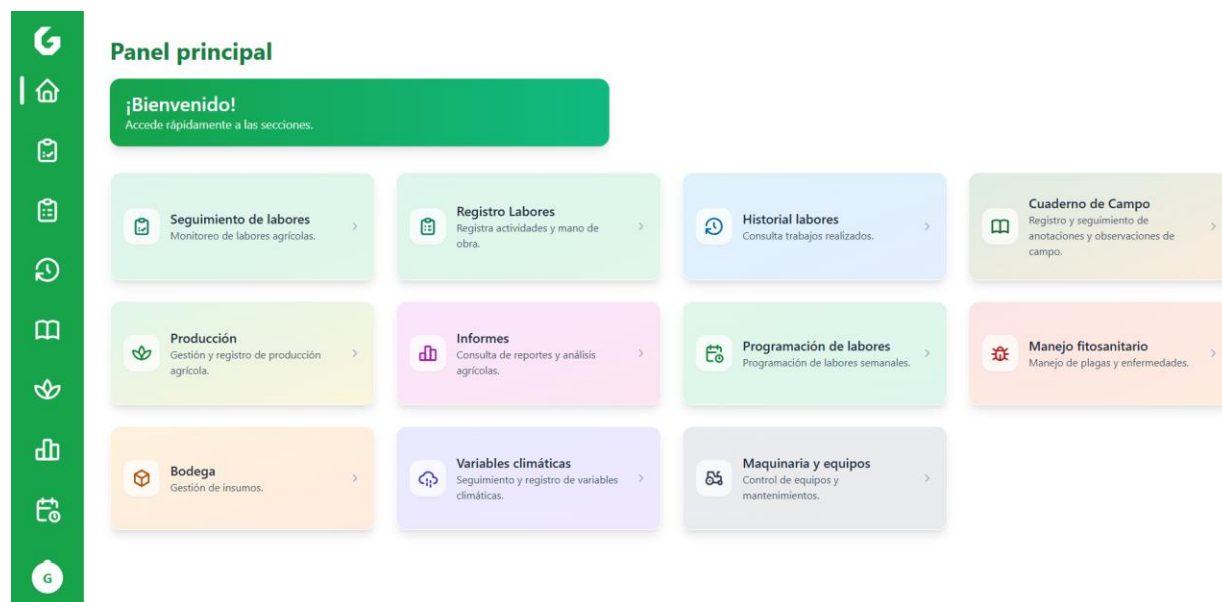 Panel principal
¡Bienvenido!
Accede rápidamente a las secciones.
Seguimiento de labores
Monitoreo de labores agrícolas.
Registro Labores
Registra actividades y mano de
obra.
Historial labores
Consulta trabajos realizados.
Cuaderno de Campo
Registro y seguimiento de
anotaciones y observaciones de
campo.
Producción
Gestión y registro de producción
agrícola.
Informes
Consulta de reportes y análisis
agrícolas.
Programación de labores
Programación de labores semanales.
Manejo fitosanitario
Manejo de plagas y enfermedades.
Bodega
Gestión de insumos.
Variables climáticas
Seguimiento y registro de variables
climáticas.
Maquinaria y equipos
Control de equipos y
mantenimientos.
G